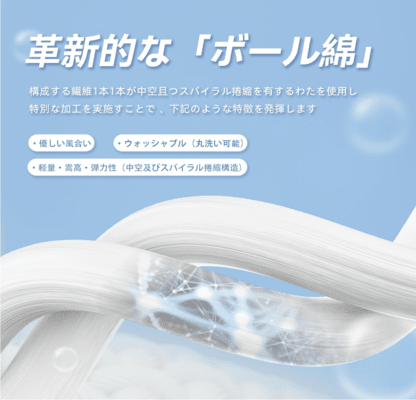 革新的な「ボール綿」
構成する繊維1本1本が中空且つスパイラル捲縮を有するわたを使用し
特別な加工を実施すことで、下記のような特徴を発揮します
・優しい風合い
・ウォッシャブル（丸洗い可能）
・軽量・嵩高・弾力性（中空及びスパイラル捲縮構造）